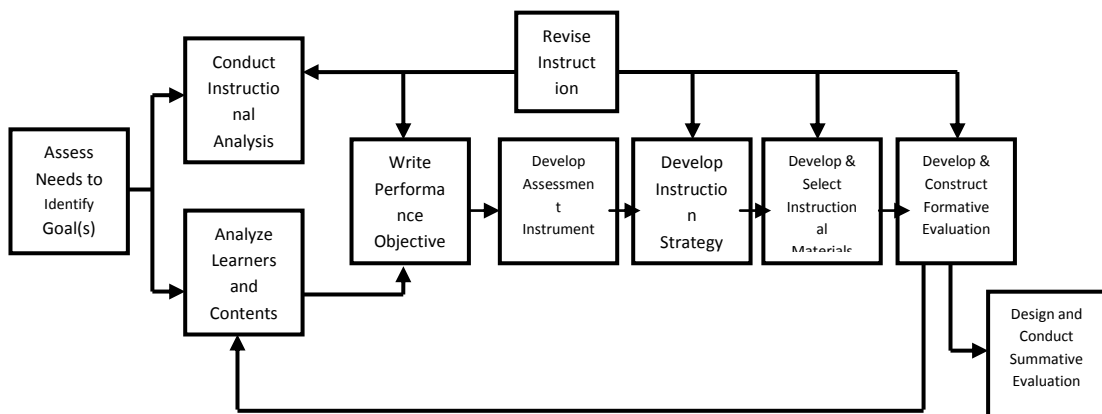 Revise
Instruct
ion
Conduct
Instructio
nal
Analysis
Assess
Needs to
Identify
Goal(s)
Analyze
Learners
and
Contents
Write
Performa
nce
Objective
Develop
Assessmen
t
Instrument
Develop
Instruction
n
Strategy
Develop &
Select
Instruction
al
Materials
Develop &
Construct
Formative
Evaluation
Design and
Conduct
Summative
Evaluation